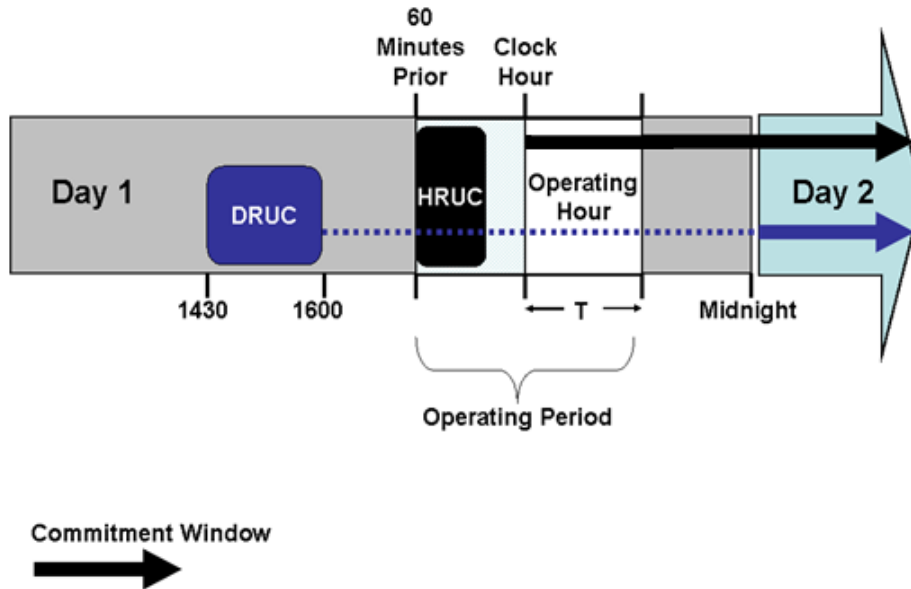 60
Minutes
Prior
Clock
Hour
Day 1
DRUC
HRUC
Operating
Hour
Day 2
1430
1600
T
Midnight
Operating Period
Commitment Window